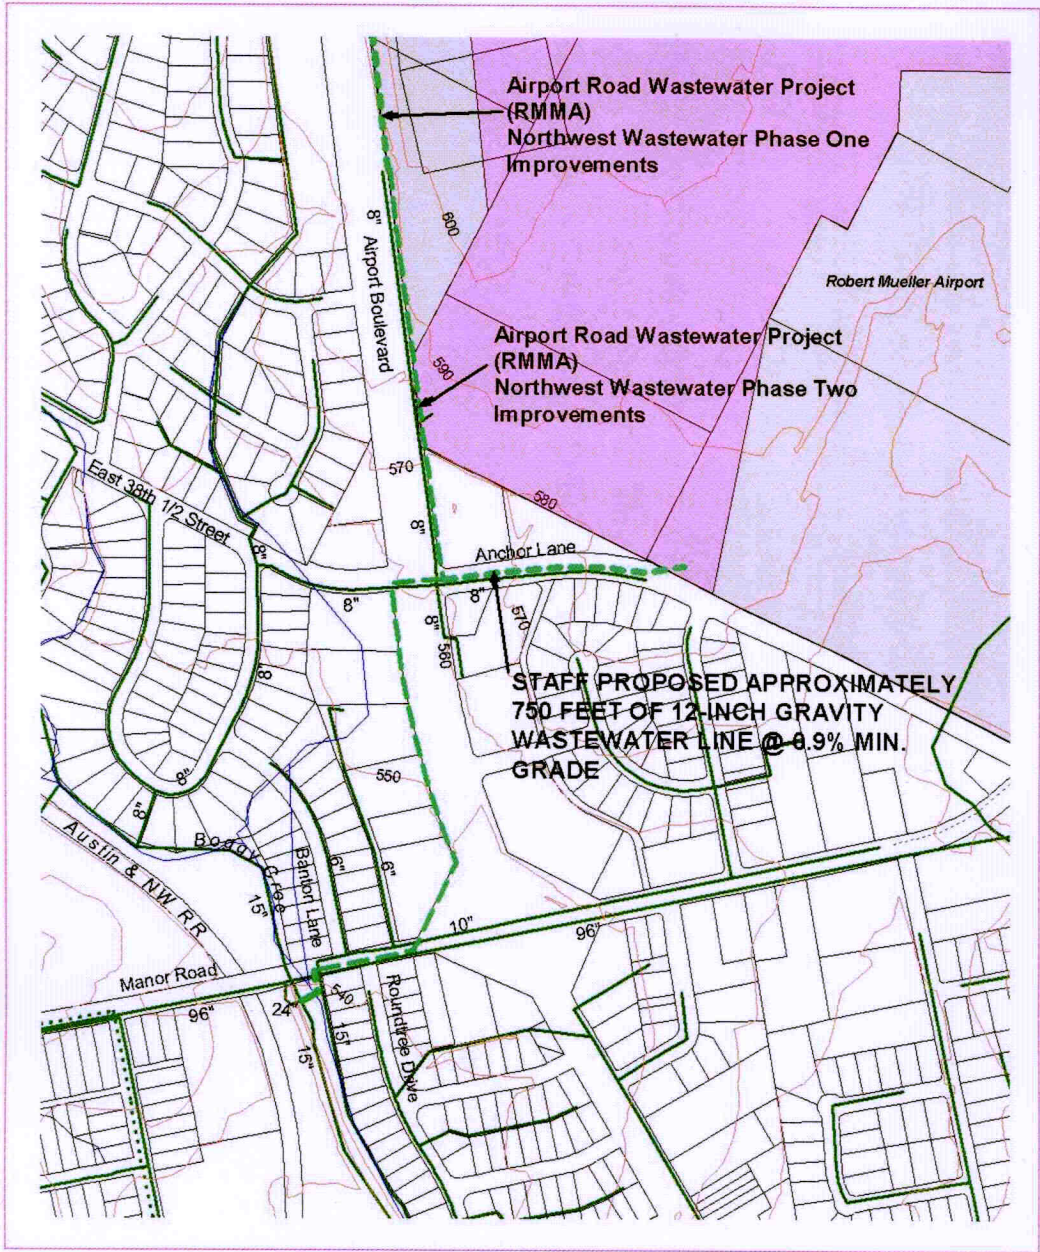 Airport Road Wastewater Project
(RMMA)
Northwest Wastewater Phase One
Improvements
600
8"
Airport Boulevard
Robert Mueller Airport
Airport Road Wastewater Project
(RMMA)
Northwest Wastewater Phase Two
Improvements
590
570
580
East 38th 1/2 Street
8"
8"
Anchor Lane
8"
8"
8"
570
560
8"
STAFF PROPOSED APPROXIMATELY
750 FEET OF 12-INCH GRAVITY
WASTEWATER LINE @ 0.9% MIN.
GRADE
550
8"
8"
Austin & NW RR
Boggy Cree
Banton Lane
6"
6"
15"
10"
96"
Manor Road
96"
24"
540
15"
15"
Roundtree Drive